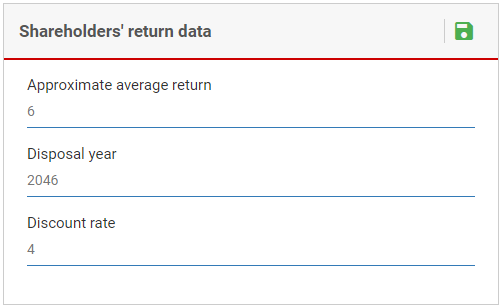 Shareholders' return data
Approximate average return
6
Disposal year
2046
Discount rate
4